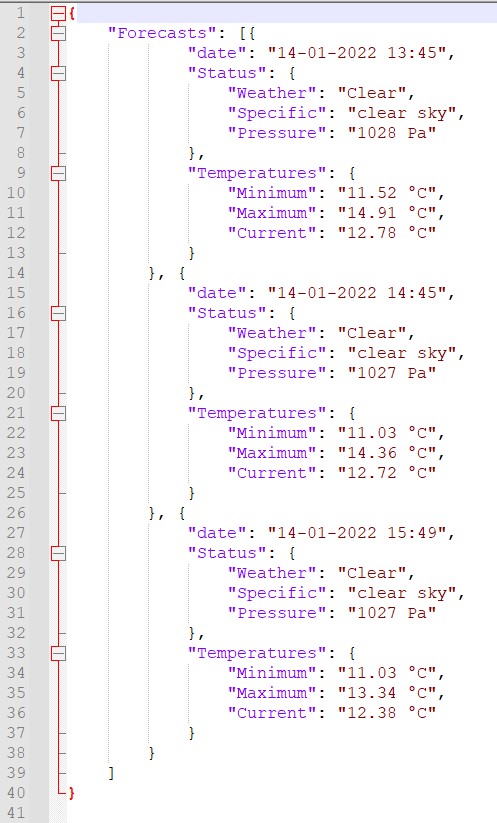 1 {
2 "Forecasts": [{
3 "date": "14-01-2022 13:45",
4 "Status": {
5 "Weather": "Clear",
6 "Specific": "clear sky",
7 "Pressure": "1028 Pa"
8 },
9 "Temperatures": {
10 "Minimum": "11.52 °C",
11 "Maximum": "14.91 °C",
12 "Current": "12.78 °C"
13 }
14 }, {
15 "date": "14-01-2022 14:45",
16 "Status": {
17 "Weather": "Clear",
18 "Specific": "clear sky",
19 "Pressure": "1027 Pa"
20 },
21 "Temperatures": {
22 "Minimum": "11.03 °C",
23 "Maximum": "14.36 °C",
24 "Current": "12.72 °C"
25 }
26 }, {
27 "date": "14-01-2022 15:49",
28 "Status": {
29 "Weather": "Clear",
30 "Specific": "clear sky",
31 "Pressure": "1027 Pa"
32 },
33 "Temperatures": {
34 "Minimum": "11.03 °C",
35 "Maximum": "13.34 °C",
36 "Current": "12.38 °C"
37 }
38 }
39 ]
40 }
41